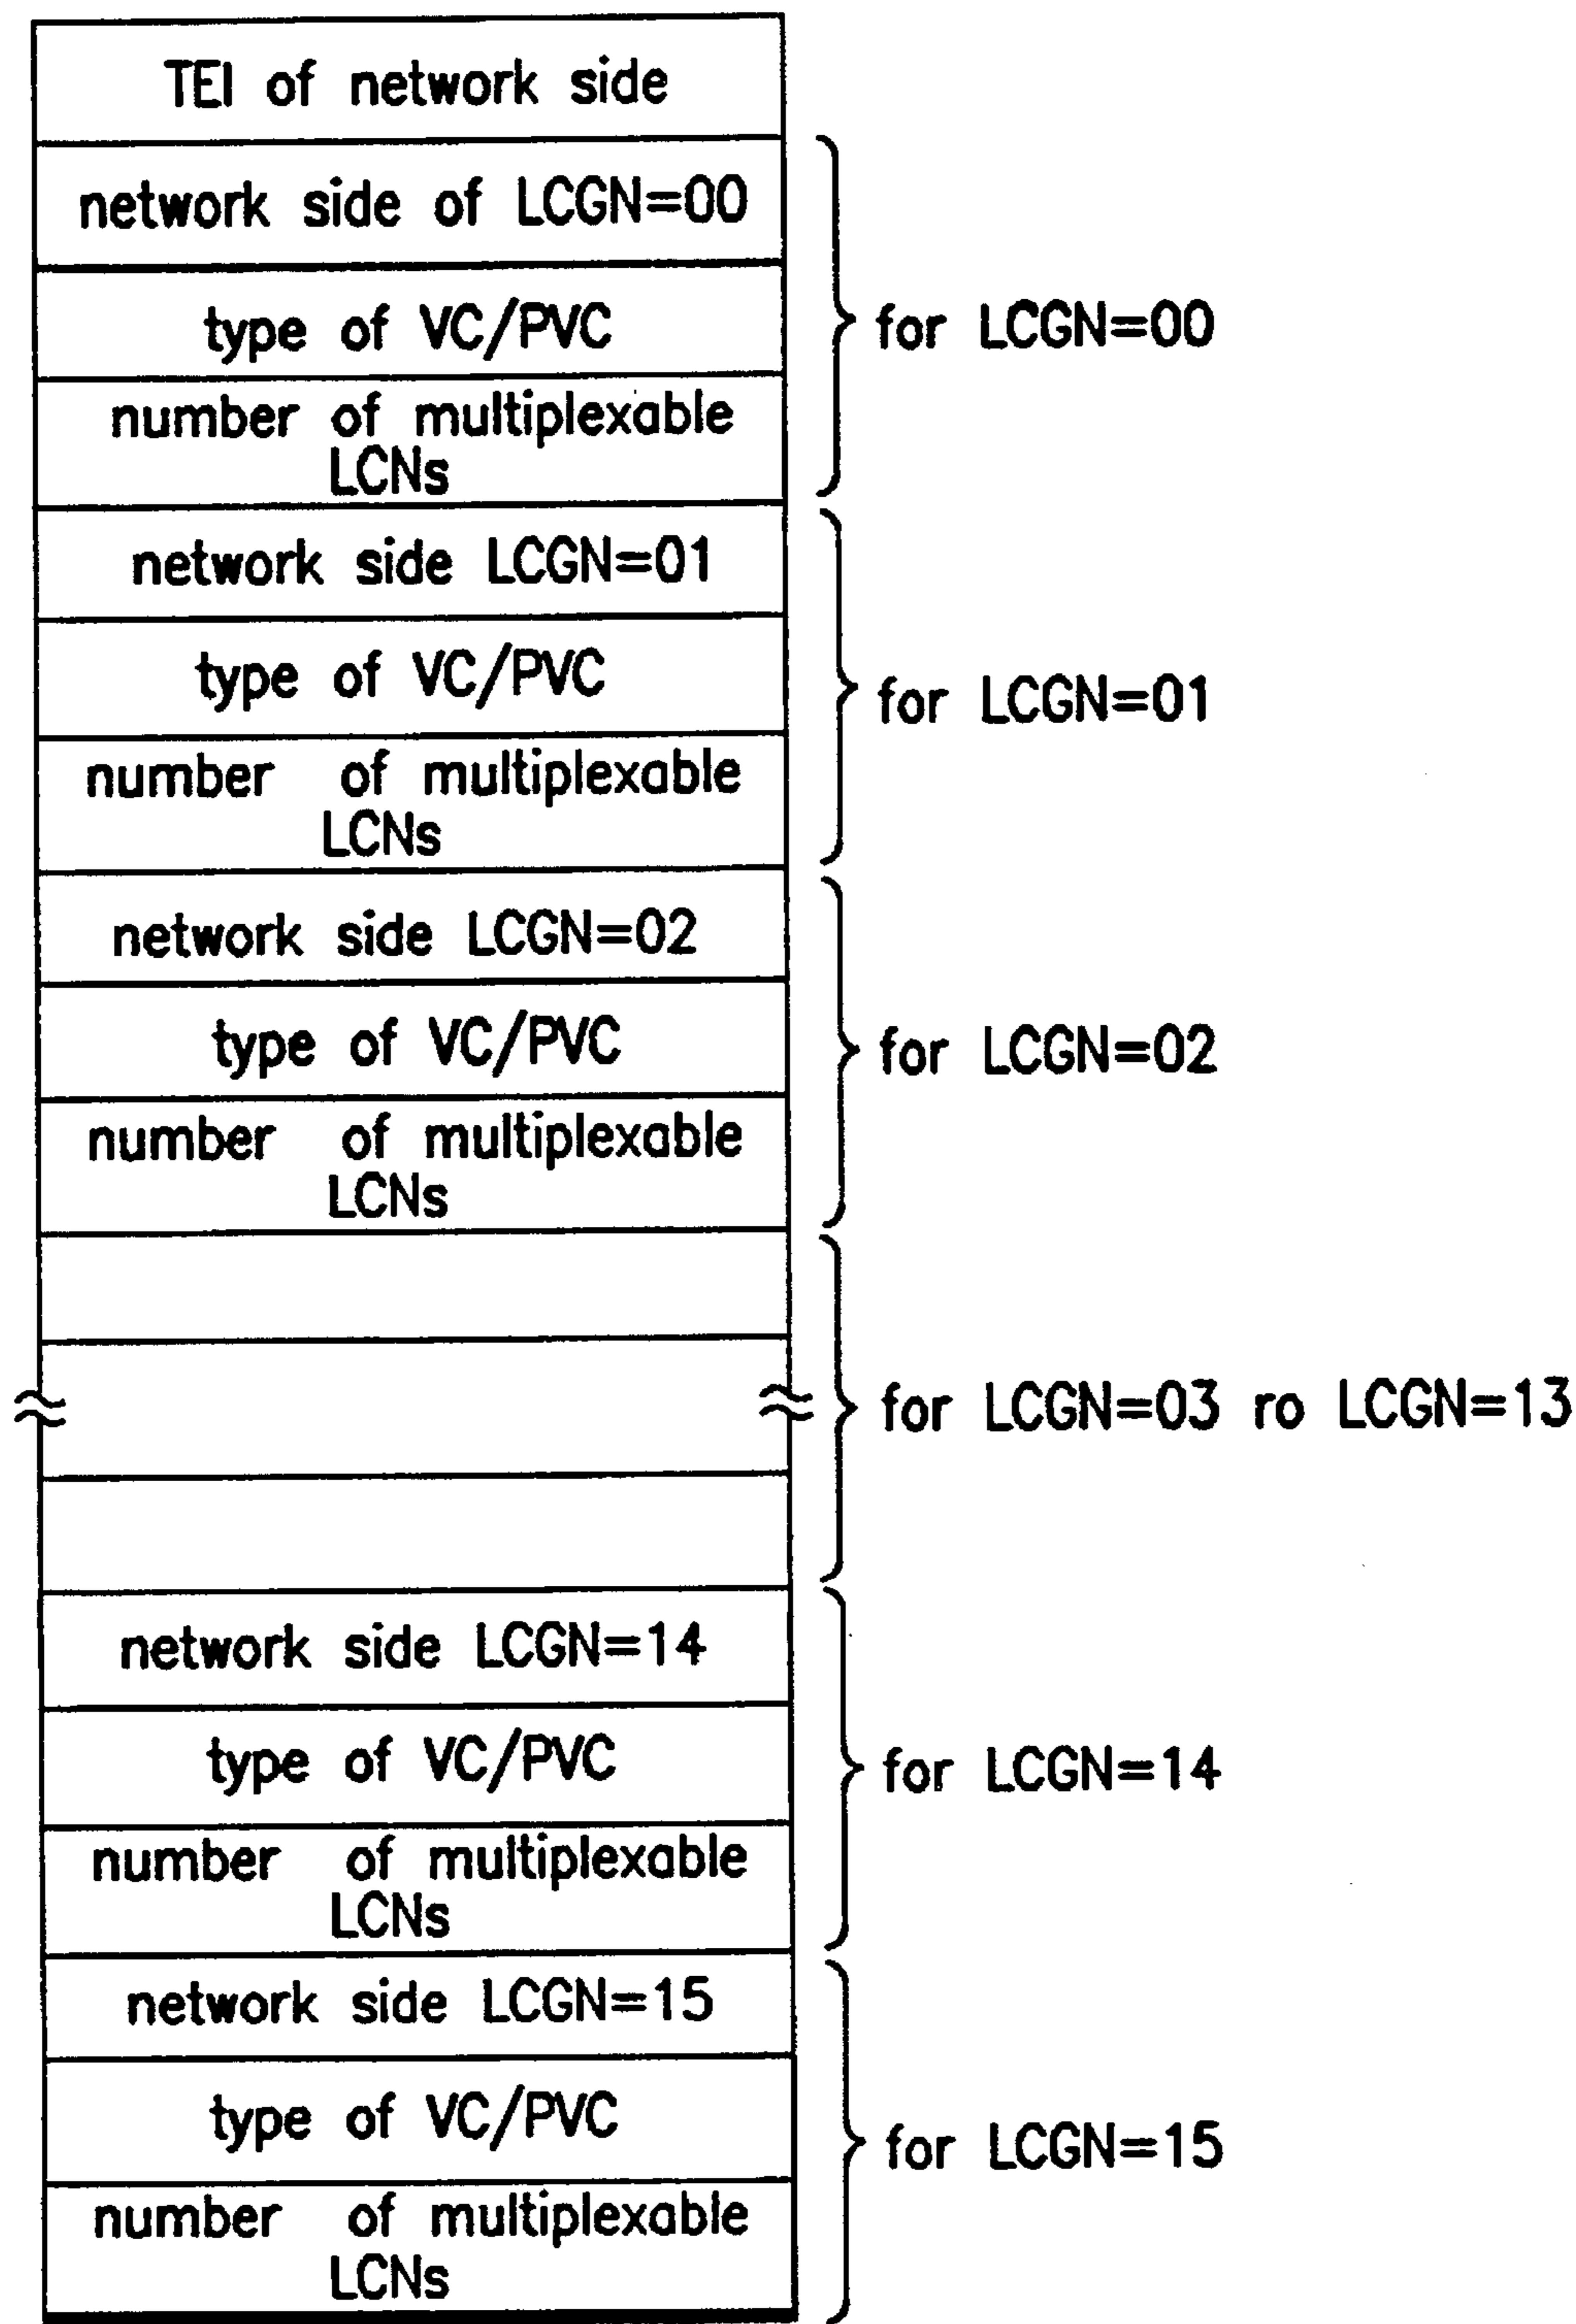 TEI of network side
network side of LCGN=00
type of VC/PVC
number of multiplexable
LCNs
for LCGN=00
network side LCGN=01
type of VC/PVC
number of multiplexable
LCNs
for LCGN=01
network side LCGN=02
type of VC/PVC
number of multiplexable
LCNs
for LCGN=02
for LCGN=03 ro LCGN=13
network side LCGN=14
type of VC/PVC
number of multiplexable
LCNs
for LCGN=14
network side LCGN=15
type of VC/PVC
number of multiplexable
LCNs
for LCGN=15